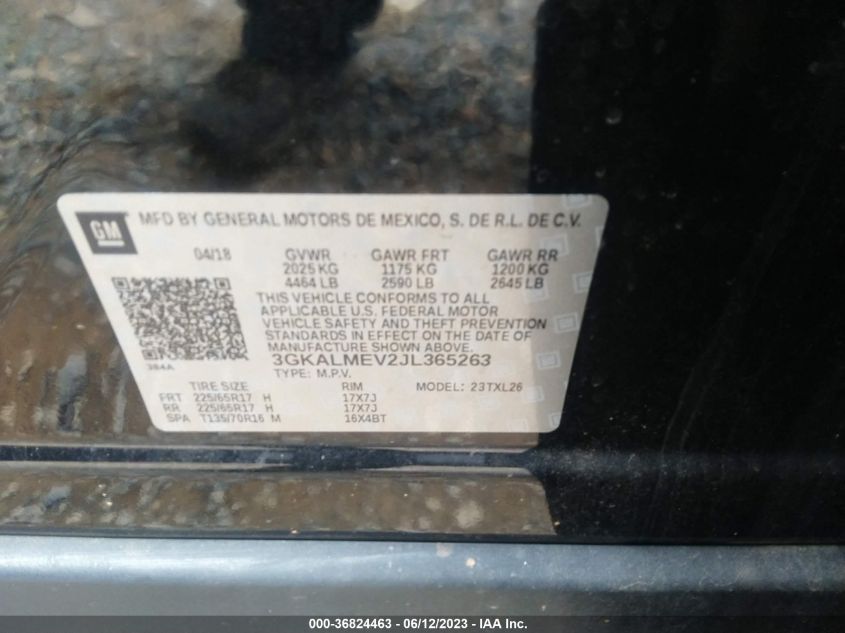 GM
MFD BY GENERAL MOTORS DE MEXICO, S. DE R.L. DE C.V.
04/18 GVWR GAWR FRT GAWR RR
2025 KG 1175 KG 1200 KG
4464 LB 2590 LB 2645 LB
THIS VEHICLE CONFORMS TO ALL
APPLICABLE U.S. FEDERAL MOTOR
VEHICLE SAFETY AND THEFT PREVENTION
STANDARDS IN EFFECT ON THE DATE OF
MANUFACTURE SHOWN ABOVE.
384A
3GKALMEV2JL365263
TYPE: M.P.V. MODEL: 23TXL26
TIRE SIZE RIM
FRT 225/65R17 H 17X7J
RR 225/65R17 H 17X7J
SPA T135/70R16 M 16X4BT
000-36824463 - 06/12/2023 - IAAI, Inc.